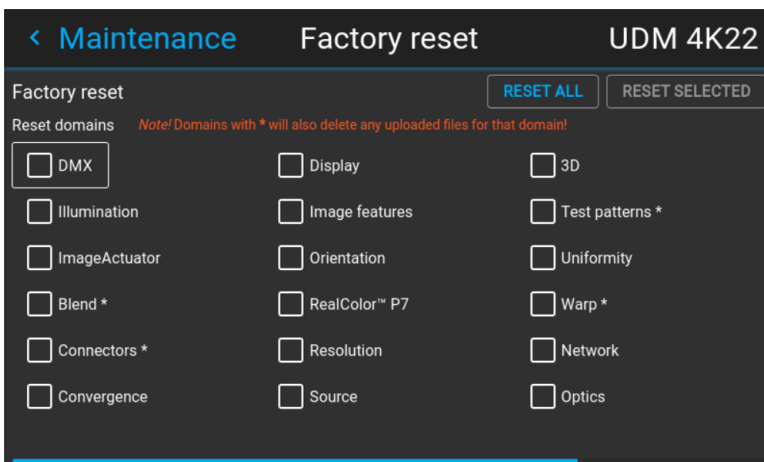 Maintenance Factory reset UDM 4K22
Factory reset RESET ALL RESET SELECTED
Reset domains Note! Domains with * will also delete any uploaded files for that domain!
DMX Display 3D
Illumination Image features Test patterns *
ImageActuator Orientation Uniformity
Blend * RealColor™ P7 Warp *
Connectors * Resolution Network
Convergence Source Optics